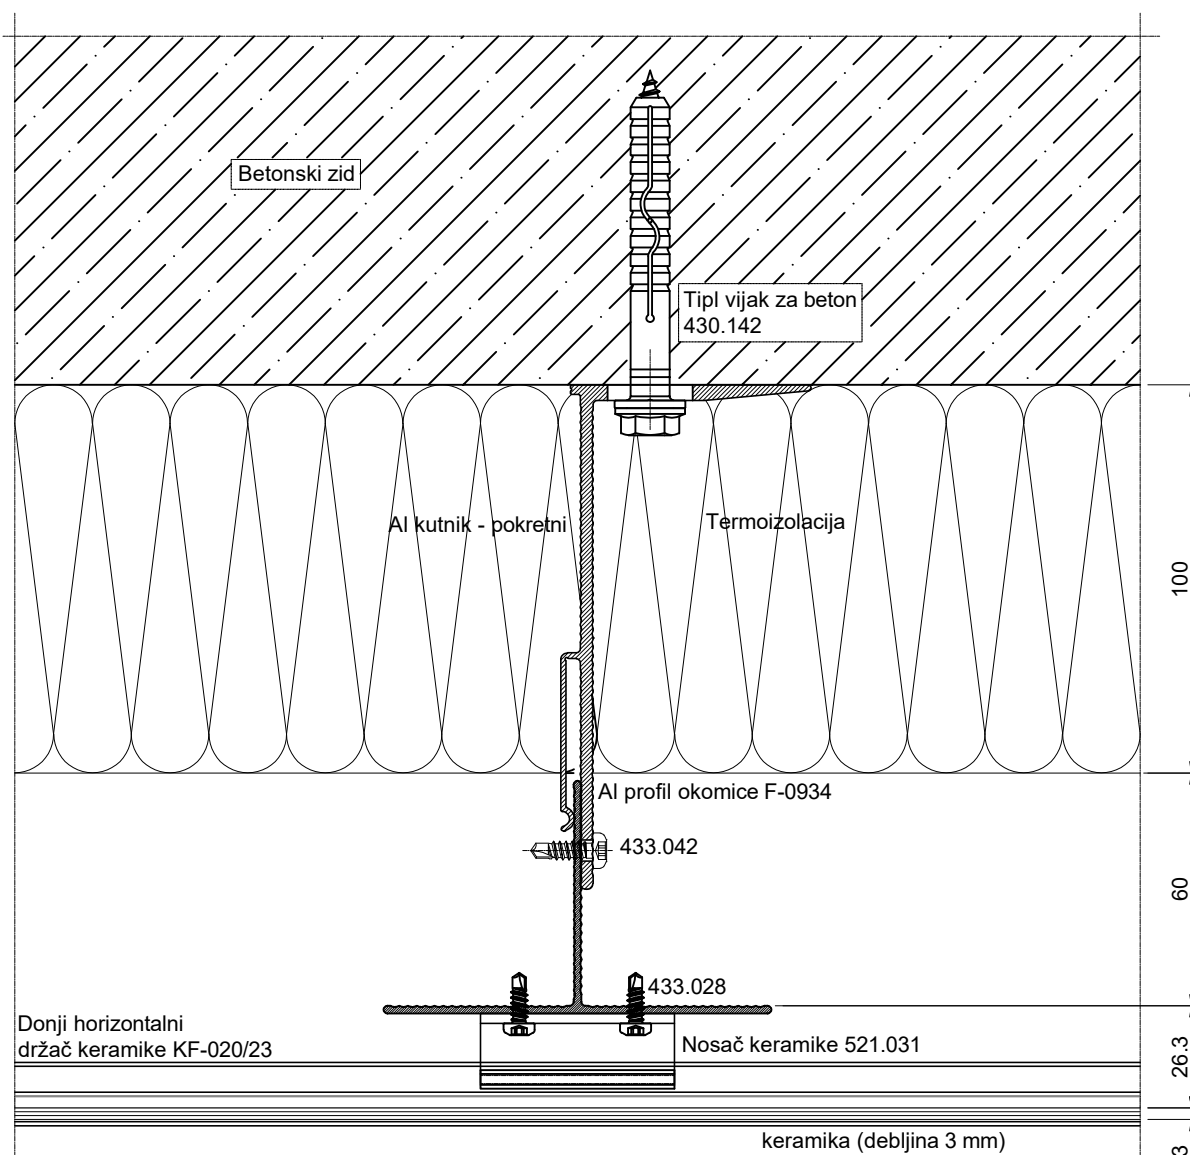 Betonski zid
Tipl vijak za beton
430.142
Al kutnik - pokretni
Termoizolacija
100
Al profil okomice F-0934
433.042
60
433.028
Donji horizontalni
držač keramike KF-020/23
Nosač keramike 521.031
26.3
keramika (debljina 3 mm)
3